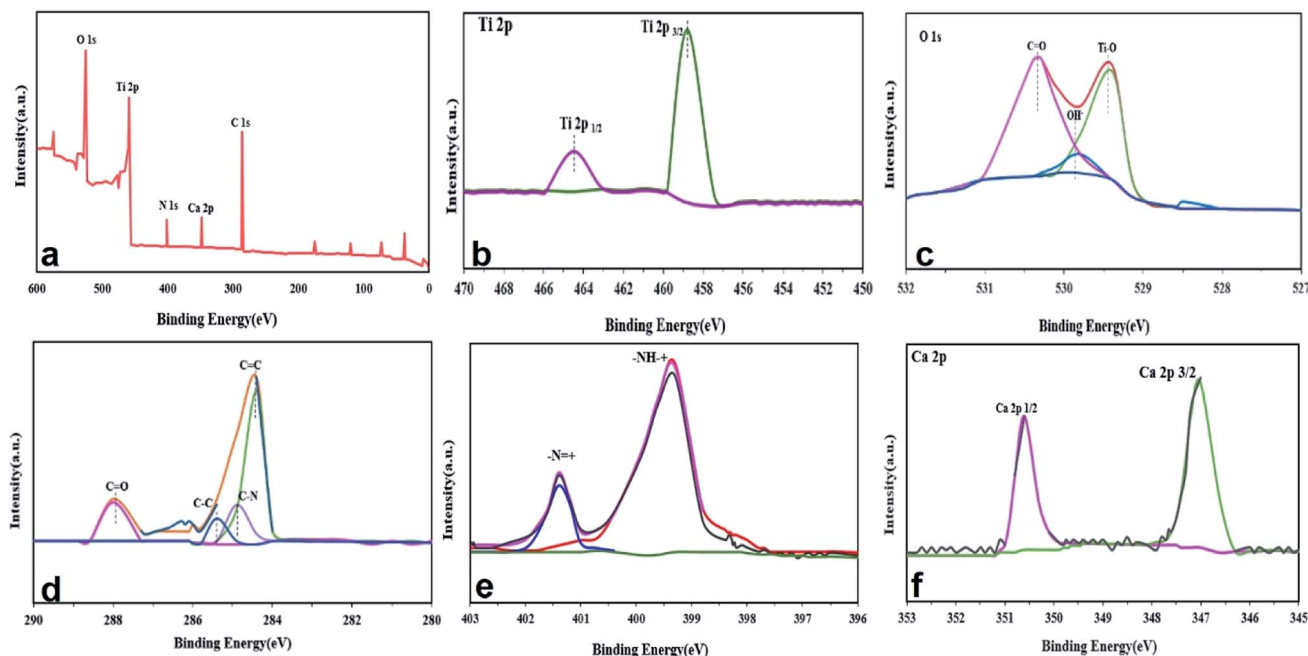 O 1s
Ti 2p
C 1s
N 1s
Ca 2p
a
Intensity(a.u.)
600 500 400 300 200 100 0
Binding Energy(eV)
Ti 2p
Ti 2p 3/2
Ti 2p 1/2
b
Intensity(a.u.)
470 468 466 464 462 460 458 456 454 452 450
Binding Energy(eV)
O 1s
C=O
Ti-O
OH-
c
Intensity(a.u.)
532 531 530 529 528 527
Binding Energy(eV)
C=C
C=O
C-C
C-N
d
Intensity(a.u.)
290 288 286 284 282 280
Binding Energy(eV)
-NH-+
-N=+
e
Intensity(a.u.)
403 402 401 400 399 398 397 396
Binding Energy(eV)
Ca 2p
Ca 2p 3/2
Ca 2p 1/2
f
Intensity(a.u.)
353 352 351 350 349 348 347 346 345
Binding Energy(eV)